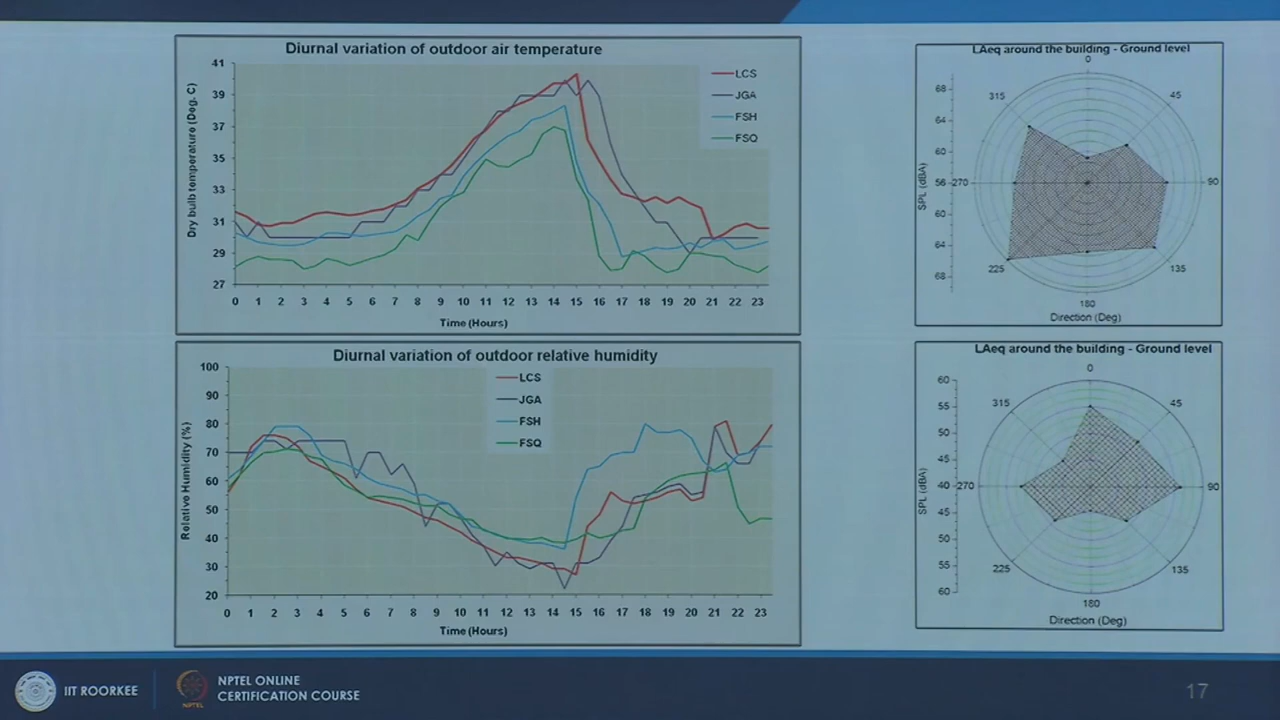 Diurnal variation of outdoor air temperature
Dry bulb temperature (Deg. C)
41
39
37
35
33
31
29
27
LCS
JGA
FSH
FSQ
0 1 2 3 4 5 6 7 8 9 10 11 12 13 14 15 16 17 18 19 20 21 22 23
Time (Hours)
LAeq around the building - Ground level
SPL (dBA)
68
64
60
56
60
64
68
0
45
90
135
180
225
270
315
Direction (Deg)
Diurnal variation of outdoor relative humidity
Relative Humidity (%)
100
90
80
70
60
50
40
30
20
LCS
JGA
FSH
FSQ
0 1 2 3 4 5 6 7 8 9 10 11 12 13 14 15 16 17 18 19 20 21 22 23
Time (Hours)
LAeq around the building - Ground level
SPL (dBA)
60
55
50
45
40
45
50
55
60
0
45
90
135
180
225
270
315
Direction (Deg)
IIT ROORKEE
NPTEL
NPTEL ONLINE
CERTIFICATION COURSE
17